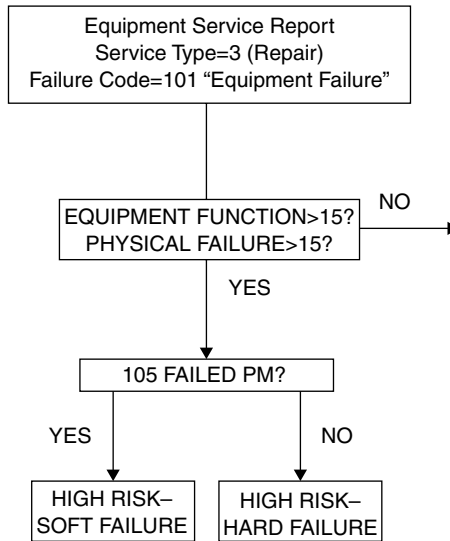 Equipment Service Report
Service Type=3 (Repair)
Failure Code=101 “Equipment Failure”
EQUIPMENT FUNCTION>15?
PHYSICAL FAILURE>15?
NO
YES
105 FAILED PM?
YES
NO
HIGH RISK–
SOFT FAILURE
HIGH RISK–
HARD FAILURE